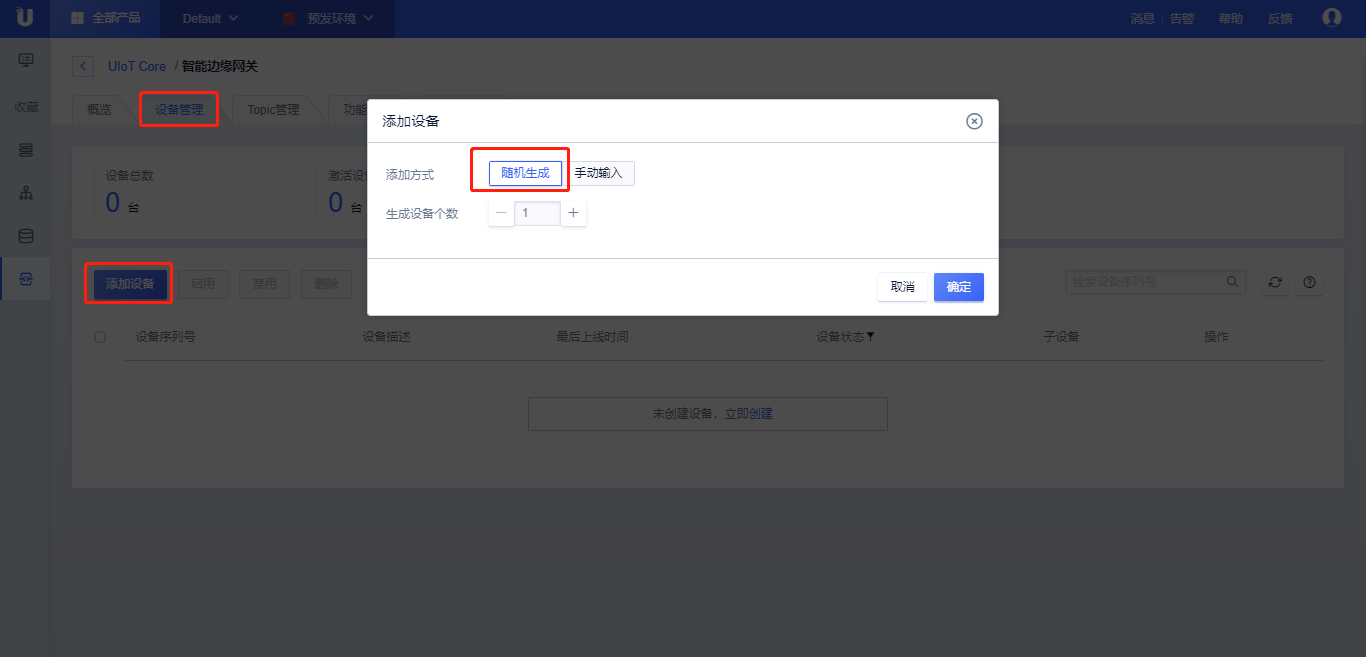 全部产品 Default 预发环境 消息 告警 帮助 反馈
收藏
UIoT Core / 智能边缘网关
概览 设备管理 Topic管理 功能
设备总数
0 台
激活设
0 台
添加设备
添加方式 随机生成 手动输入
生成设备个数 1
取消 确定
添加设备 启用 禁用 删除 检索设备序列号
设备序列号 设备描述 最后上线时间 设备状态 子设备 操作
未创建设备，立即创建